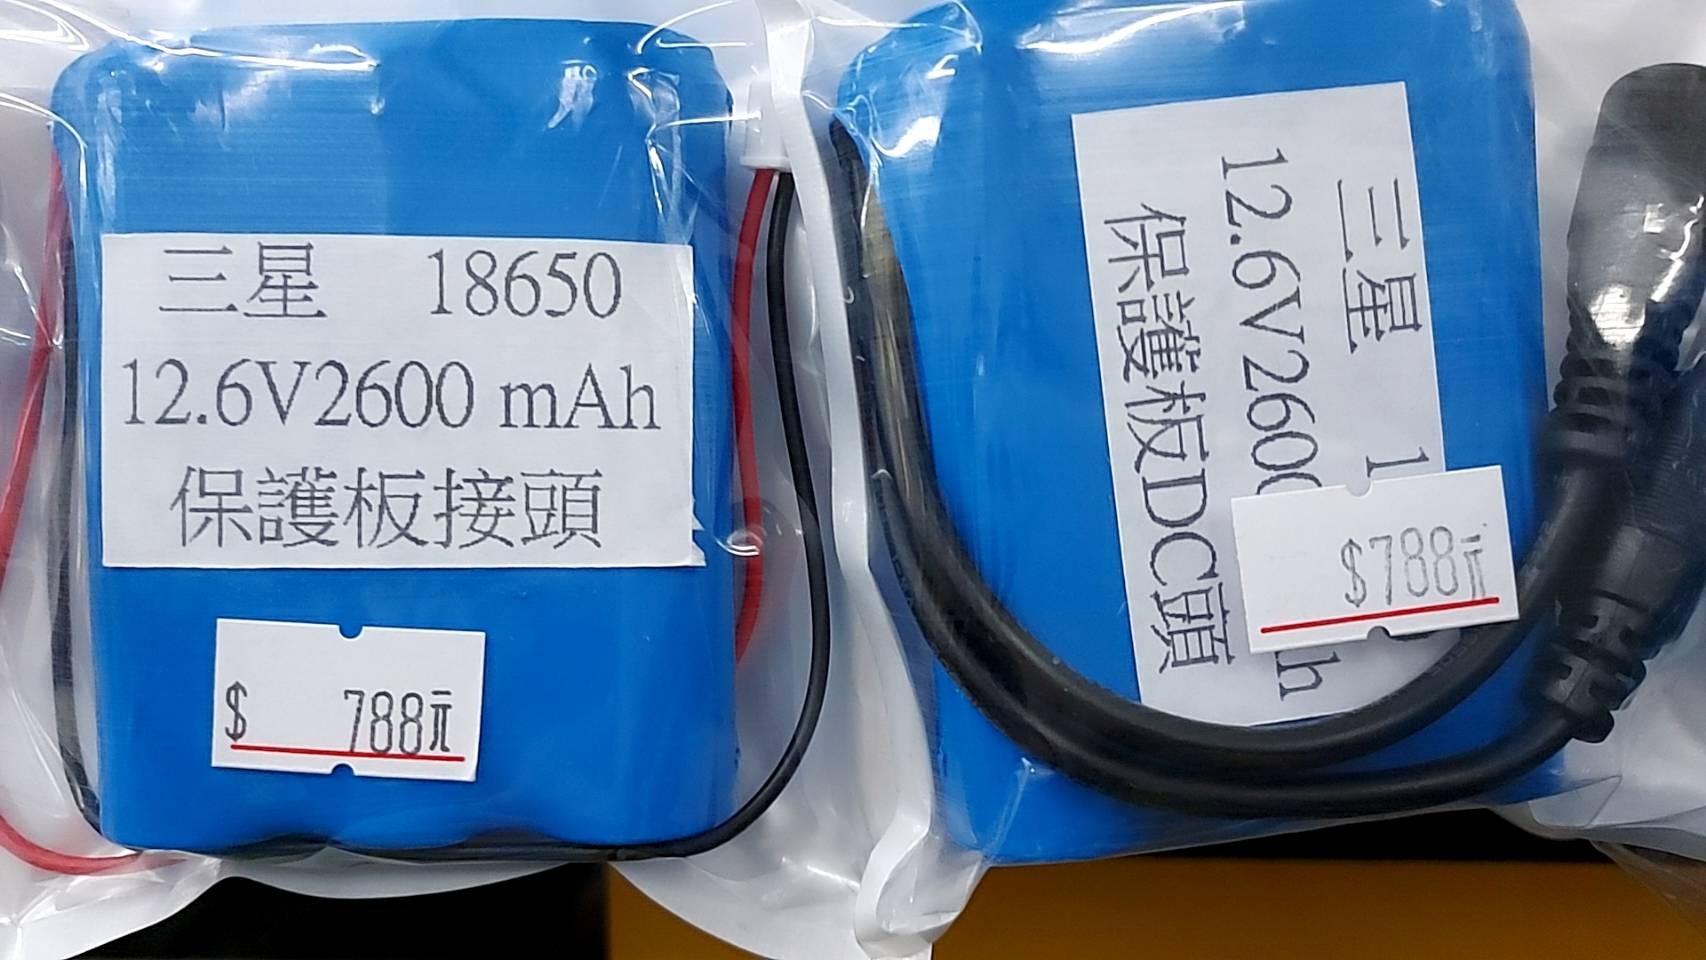 三星 18650
12.6V2600 mAh
保護板接頭
$ 788元
三星 1
12.6V2600 h
保護板DC頭
$788元